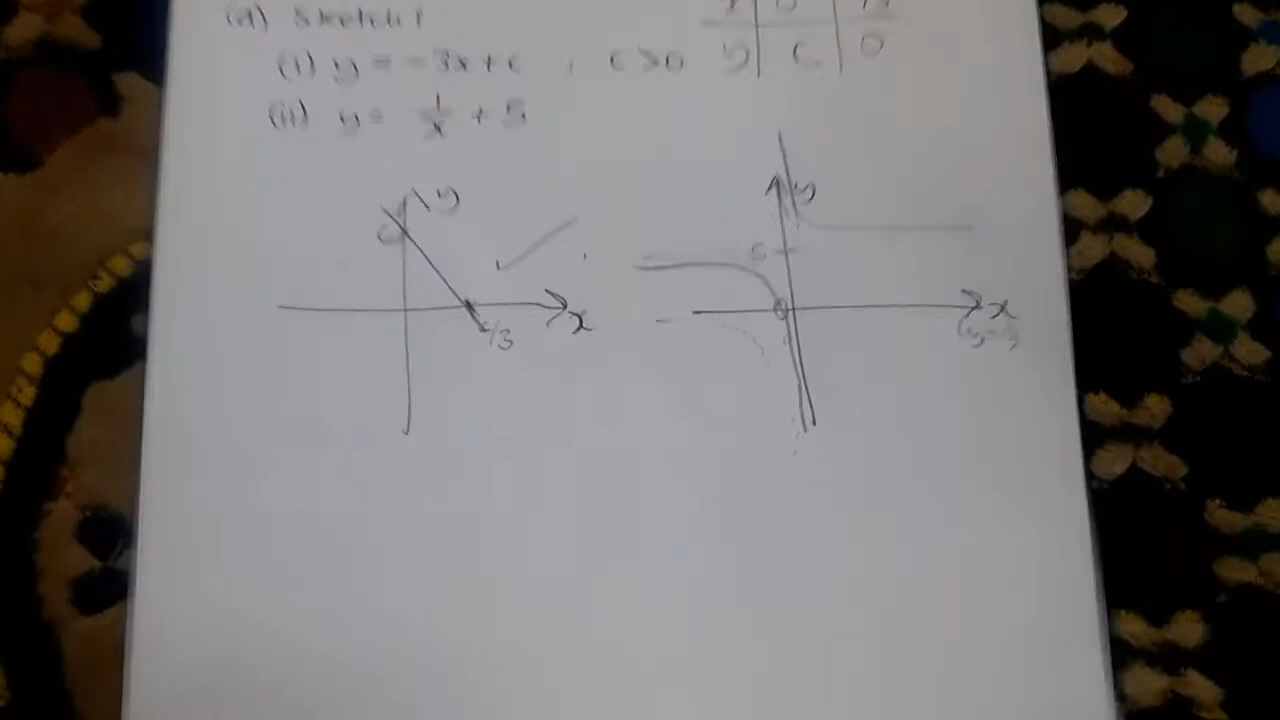 (a) Sketch
(i) y = -3x+c , c>0
(ii) y = 1/x + 5
y c 0
y
c
x
c/3
y
5
x